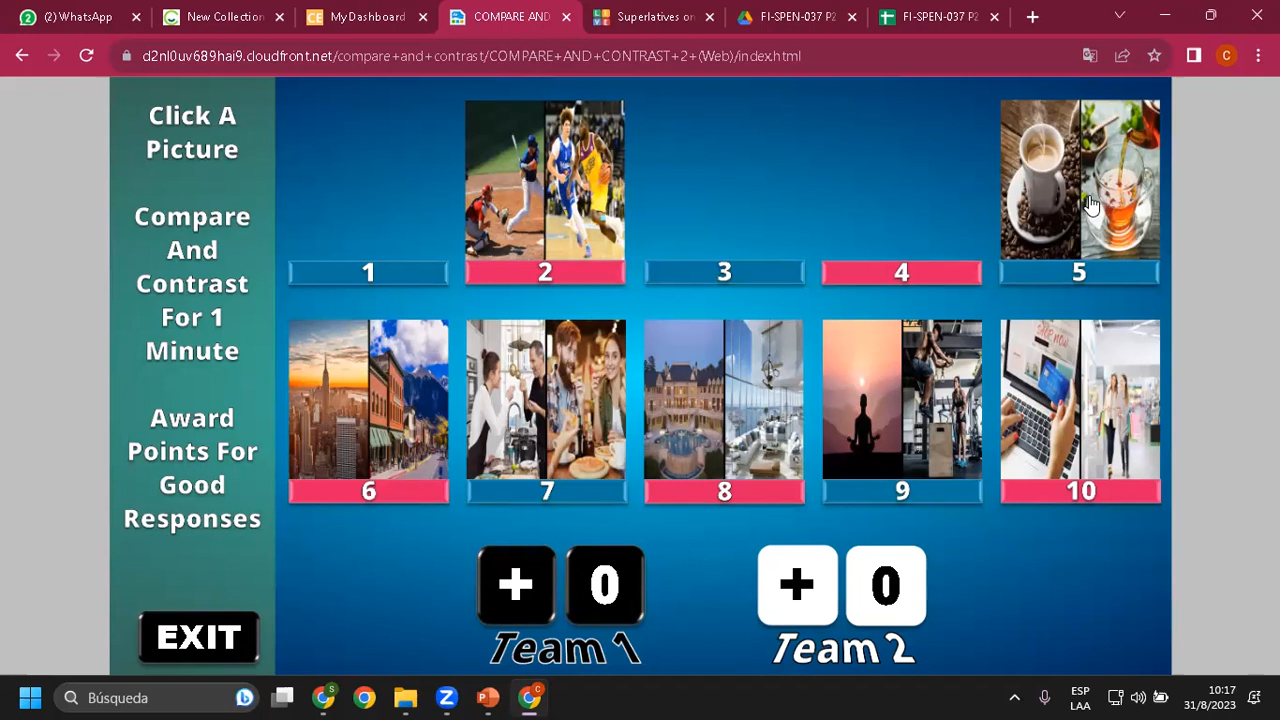 (2) WhatsApp
New Collection
My Dashboard
COMPARE AND
Superlatives or
FI-SPEN-037 P2
FI-SPEN-037 P2
d2nl0uv689hai9.cloudfront.net/compare+and+contrast/COMPARE+AND+CONTRAST+2+(Web)/index.html
C
Click A
Picture
Compare
And
Contrast
For 1
Minute
Award
Points For
Good
Responses
EXIT
1
2
3
4
5
6
7
8
9
10
+ 0
Team 1
+ 0
Team 2
Búsqueda
ESP
LAA
10:17
31/8/2023